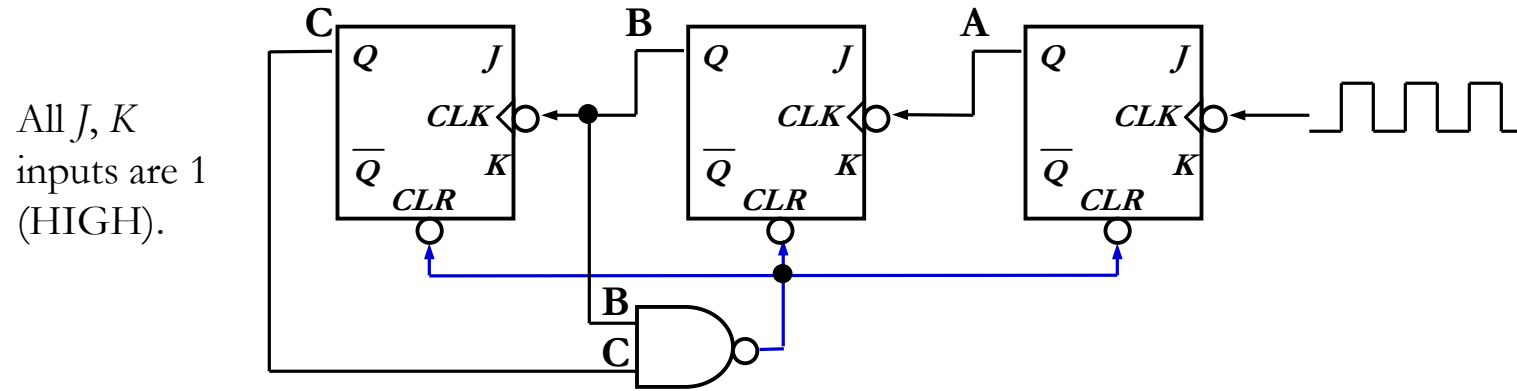 C
B
A
Q
J
Q
J
Q
J
All J, K
inputs are 1
(HIGH).
CLK
CLK
CLK
Q̅
K
Q̅
K
Q̅
K
CLR
CLR
CLR
B
C